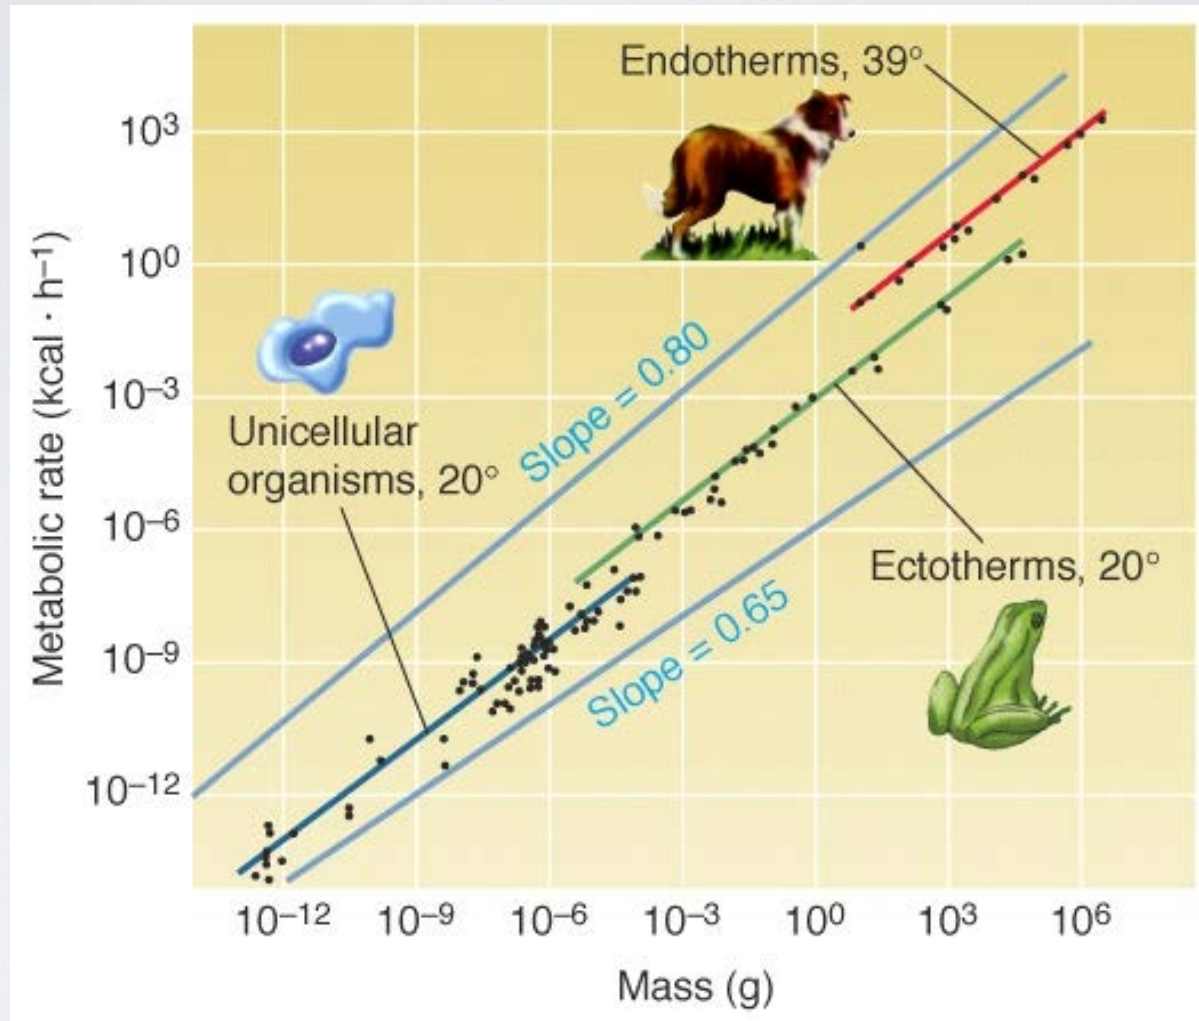 Endotherms, 39°
10³
10⁰
10⁻³
10⁻⁶
10⁻⁹
10⁻¹²
Metabolic rate (kcal · h⁻¹)
Unicellular
organisms, 20°
Slope = 0.80
Slope = 0.65
Ectotherms, 20°
10⁻¹² 10⁻⁹ 10⁻⁶ 10⁻³ 10⁰ 10³ 10⁶
Mass (g)